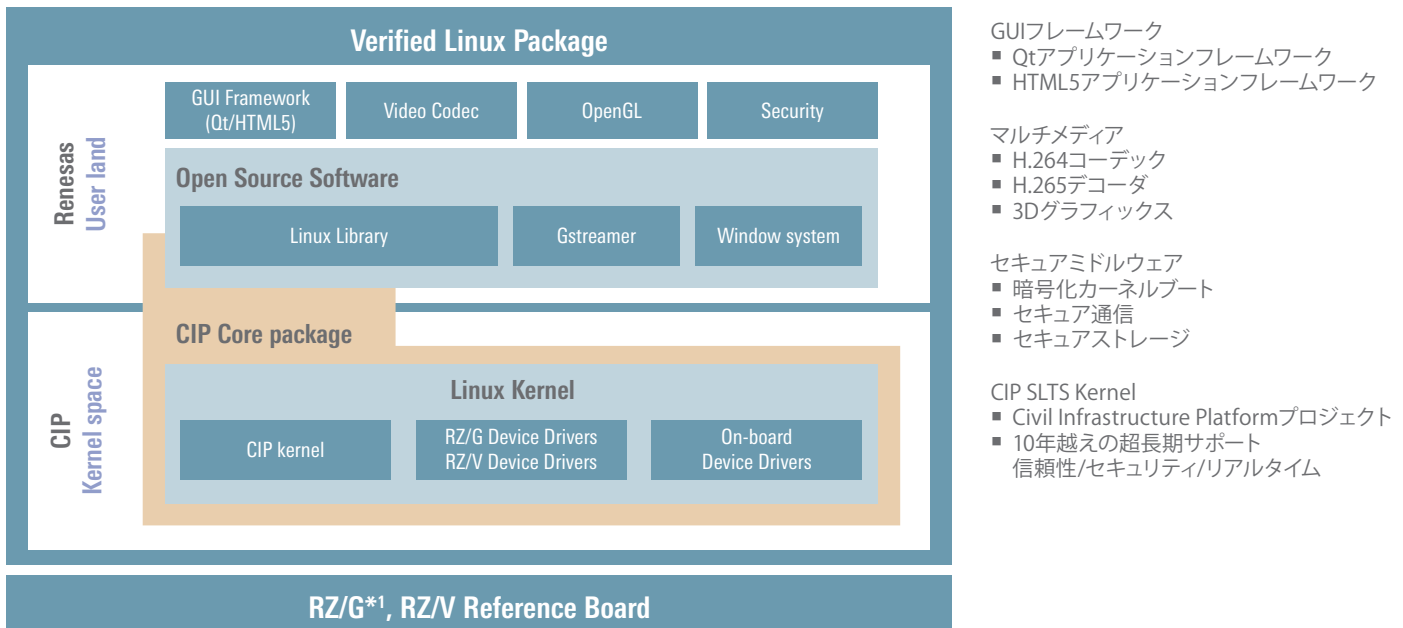 Verified Linux Package
Renesas
User land
GUI Framework
(Qt/HTML5)
Video Codec
OpenGL
Security
Open Source Software
Linux Library
Gstreamer
Window system
CIP
Kernel space
CIP Core package
Linux Kernel
CIP kernel
RZ/G Device Drivers
RZ/V Device Drivers
On-board
Device Drivers
RZ/G*1, RZ/V Reference Board
GUIフレームワーク
■ Qtアプリケーションフレームワーク
■ HTML5アプリケーションフレームワーク
マルチメディア
■ H.264コーデック
■ H.265デコーダ
■ 3Dグラフィックス
セキュアミドルウェア
■ 暗号化カーネルブート
■ セキュア通信
■ セキュアストレージ
CIP SLTS Kernel
■ Civil Infrastructure Platformプロジェクト
■ 10年越えの超長期サポート
信頼性/セキュリティ/リアルタイム